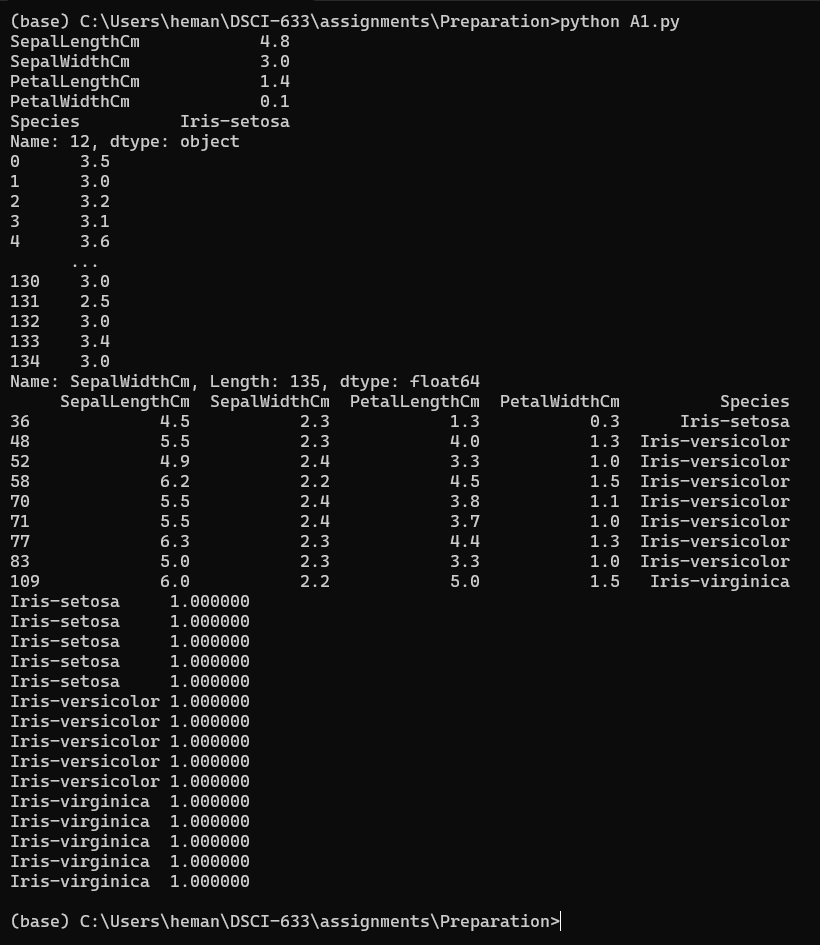 (base) C:\Users\heman\DSCI-633\assignments\Preparation>python A1.py
SepalLengthCm            4.8
SepalWidthCm             3.0
PetalLengthCm            1.4
PetalWidthCm             0.1
Species          Iris-setosa
Name: 12, dtype: object
0      3.5
1      3.0
2      3.2
3      3.1
4      3.6
      ...
130    3.0
131    2.5
132    3.0
133    3.4
134    3.0
Name: SepalWidthCm, Length: 135, dtype: float64
     SepalLengthCm  SepalWidthCm  PetalLengthCm  PetalWidthCm          Species
36             4.5           2.3            1.3           0.3      Iris-setosa
48             5.5           2.3            4.0           1.3  Iris-versicolor
52             4.9           2.4            3.3           1.0  Iris-versicolor
58             6.2           2.2            4.5           1.5  Iris-versicolor
70             5.5           2.4            3.8           1.1  Iris-versicolor
71             5.5           2.4            3.7           1.0  Iris-versicolor
77             6.3           2.3            4.4           1.3  Iris-versicolor
83             5.0           2.3            3.3           1.0  Iris-versicolor
109            6.0           2.2            5.0           1.5   Iris-virginica
Iris-setosa     1.000000
Iris-setosa     1.000000
Iris-setosa     1.000000
Iris-setosa     1.000000
Iris-setosa     1.000000
Iris-versicolor 1.000000
Iris-versicolor 1.000000
Iris-versicolor 1.000000
Iris-versicolor 1.000000
Iris-versicolor 1.000000
Iris-virginica  1.000000
Iris-virginica  1.000000
Iris-virginica  1.000000
Iris-virginica  1.000000
Iris-virginica  1.000000
(base) C:\Users\heman\DSCI-633\assignments\Preparation>